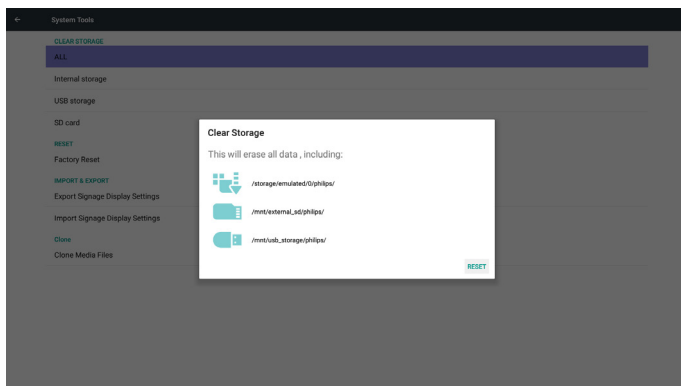 System Tools
CLEAR STORAGE
ALL
Internal storage
USB storage
SD card
RESET
Factory Reset
IMPORT & EXPORT
Export Signage Display Settings
Import Signage Display Settings
Clone
Clone Media Files
Clear Storage
This will erase all data , including:
/storage/emulated/0/philips/
/mnt/external_sd/philips/
/mnt/usb_storage/philips/
RESET